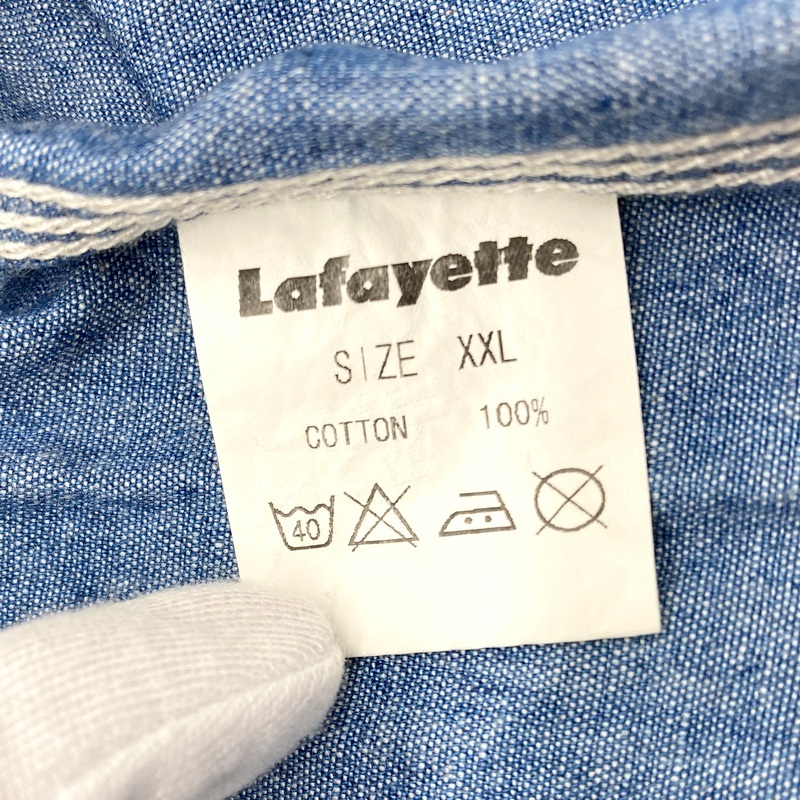 Lafayette
SIZE XXL
COTTON 100%
40